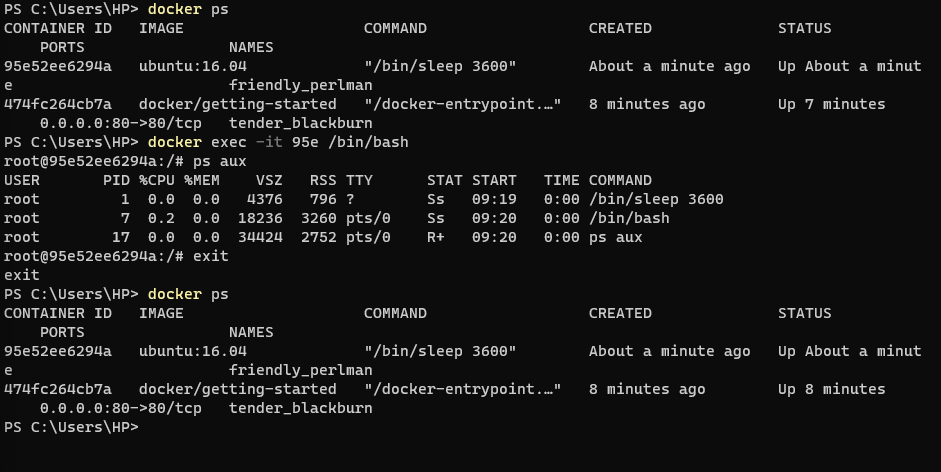 PS C:\Users\HP> docker ps
CONTAINER ID   IMAGE                    COMMAND                  CREATED              STATUS
    PORTS                NAMES
95e52ee6294a   ubuntu:16.04             "/bin/sleep 3600"        About a minute ago   Up About a minut
e                        friendly_perlman
474fc264cb7a   docker/getting-started   "/docker-entrypoint.…"   8 minutes ago        Up 7 minutes
    0.0.0.0:80->80/tcp   tender_blackburn
PS C:\Users\HP> docker exec -it 95e /bin/bash
root@95e52ee6294a:/# ps aux
USER       PID %CPU %MEM    VSZ   RSS TTY      STAT START   TIME COMMAND
root         1  0.0  0.0   4376   796 ?        Ss   09:19   0:00 /bin/sleep 3600
root         7  0.2  0.0  18236  3260 pts/0    Ss   09:20   0:00 /bin/bash
root        17  0.0  0.0  34424  2752 pts/0    R+   09:20   0:00 ps aux
root@95e52ee6294a:/# exit
exit
PS C:\Users\HP> docker ps
CONTAINER ID   IMAGE                    COMMAND                  CREATED              STATUS
    PORTS                NAMES
95e52ee6294a   ubuntu:16.04             "/bin/sleep 3600"        About a minute ago   Up About a minut
e                        friendly_perlman
474fc264cb7a   docker/getting-started   "/docker-entrypoint.…"   8 minutes ago        Up 8 minutes
    0.0.0.0:80->80/tcp   tender_blackburn
PS C:\Users\HP>